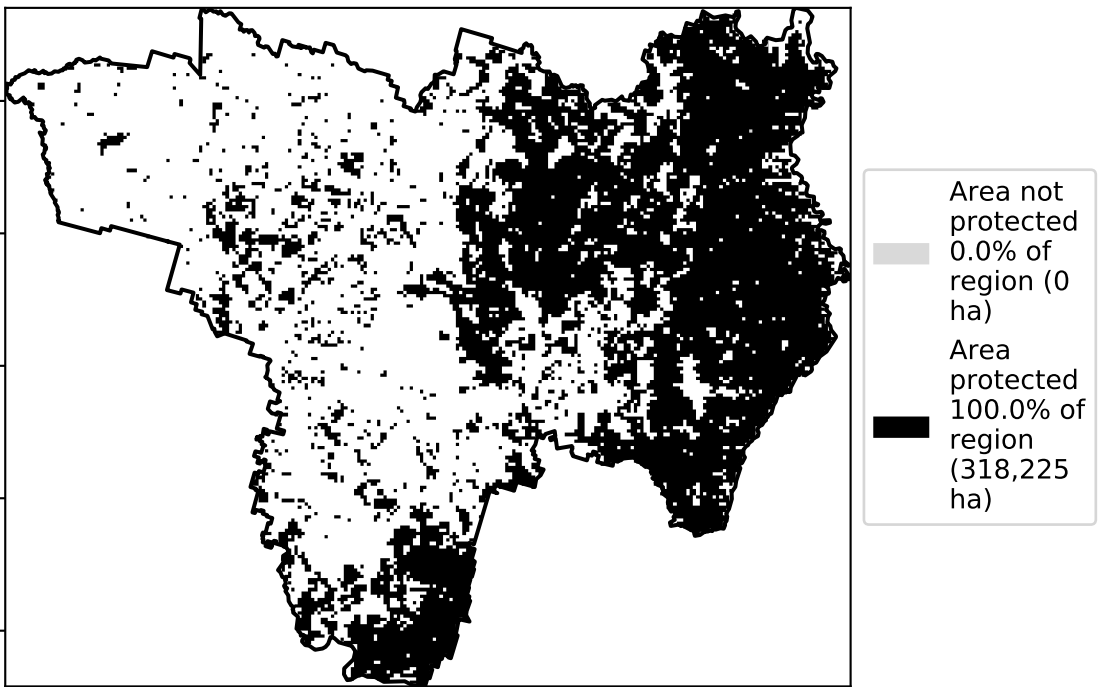 Area not
protected
0.0% of
region (0
ha)
Area
protected
100.0% of
region
(318,225
ha)